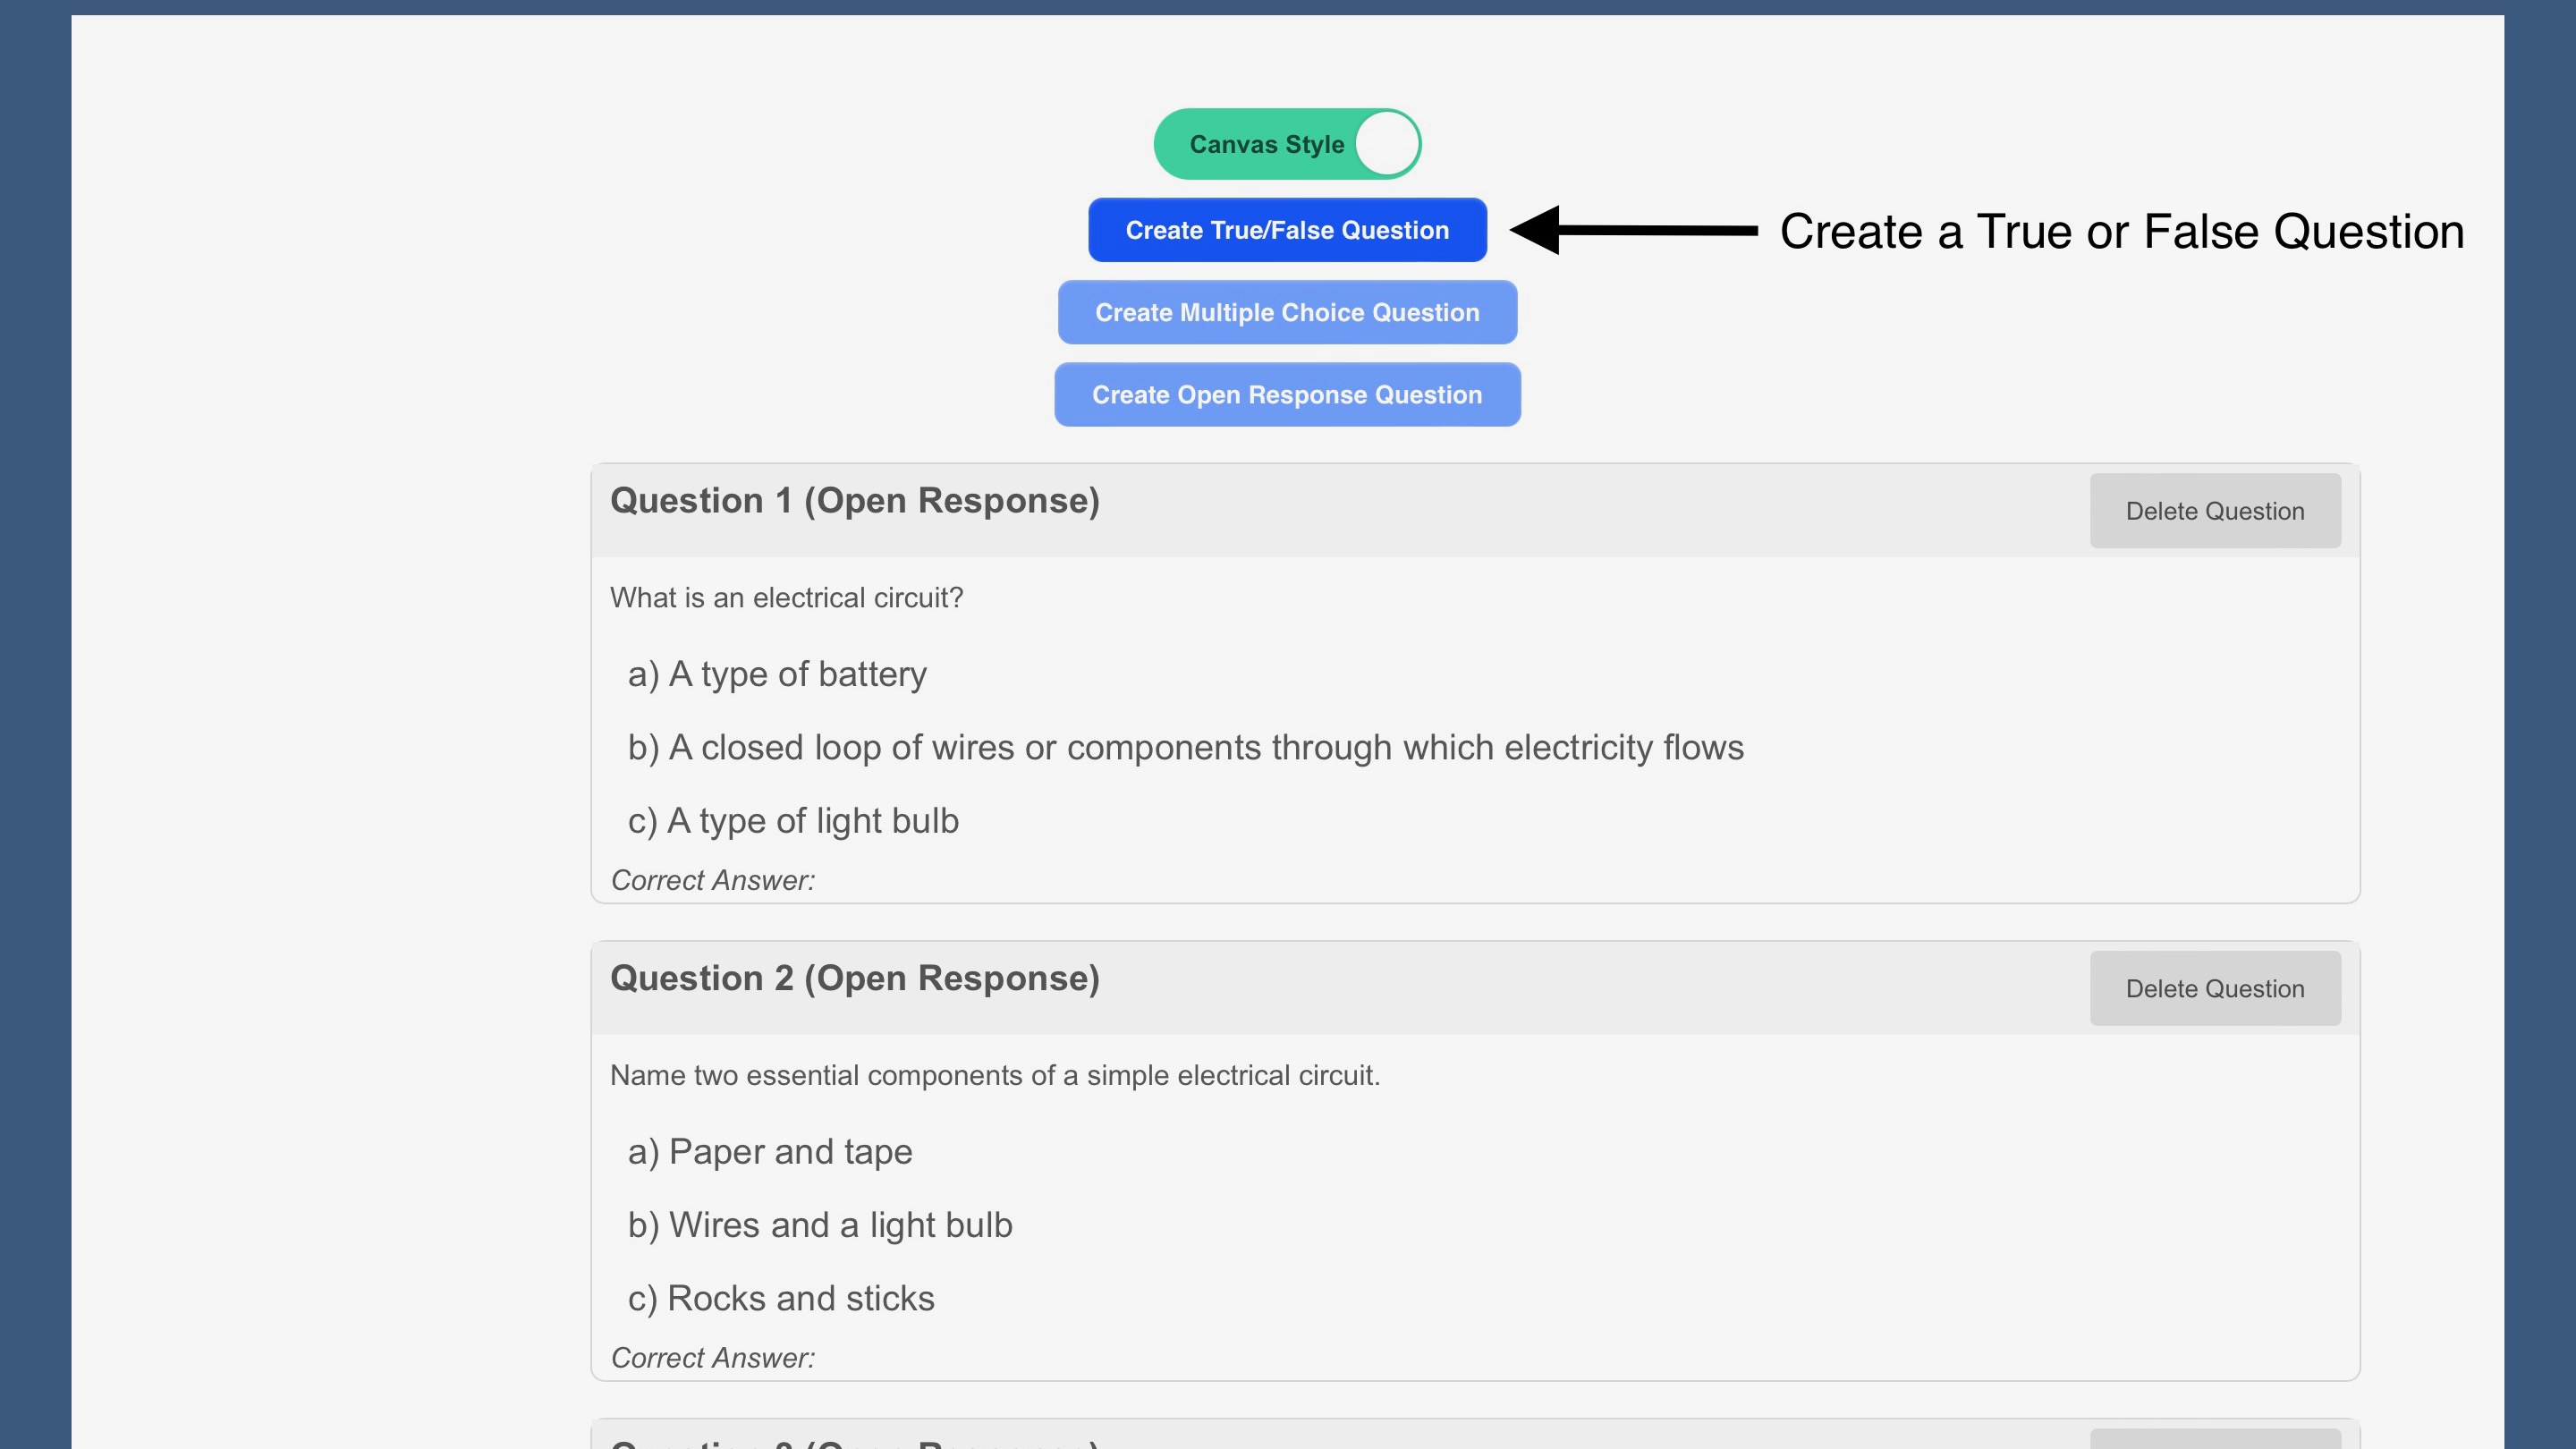 Canvas Style
Create True/False Question
Create a True or False Question
Create Multiple Choice Question
Create Open Response Question
Question 1 (Open Response)
Delete Question
What is an electrical circuit?
a) A type of battery
b) A closed loop of wires or components through which electricity flows
c) A type of light bulb
Correct Answer:
Question 2 (Open Response)
Delete Question
Name two essential components of a simple electrical circuit.
a) Paper and tape
b) Wires and a light bulb
c) Rocks and sticks
Correct Answer: